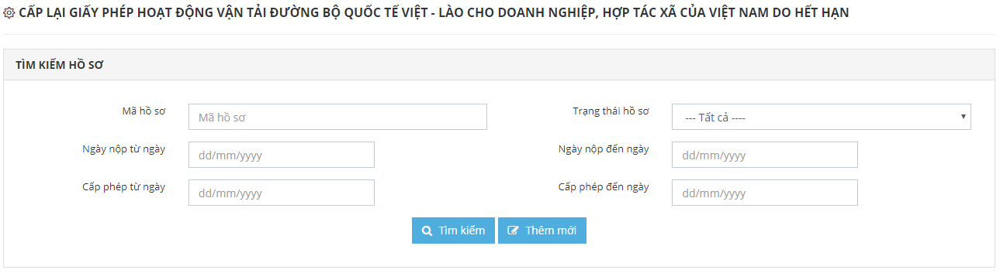 CẤP LẠI GIẤY PHÉP HOẠT ĐỘNG VẬN TẢI ĐƯỜNG BỘ QUỐC TẾ VIỆT - LÀO CHO DOANH NGHIỆP, HỢP TÁC XÃ CỦA VIỆT NAM DO HẾT HẠN
TÌM KIẾM HỒ SƠ
Mã hồ sơ Mã hồ sơ Trạng thái hồ sơ --- Tất cả ----
Ngày nộp từ ngày dd/mm/yyyy Ngày nộp đến ngày dd/mm/yyyy
Cấp phép từ ngày dd/mm/yyyy Cấp phép đến ngày dd/mm/yyyy
Tìm kiếm Thêm mới